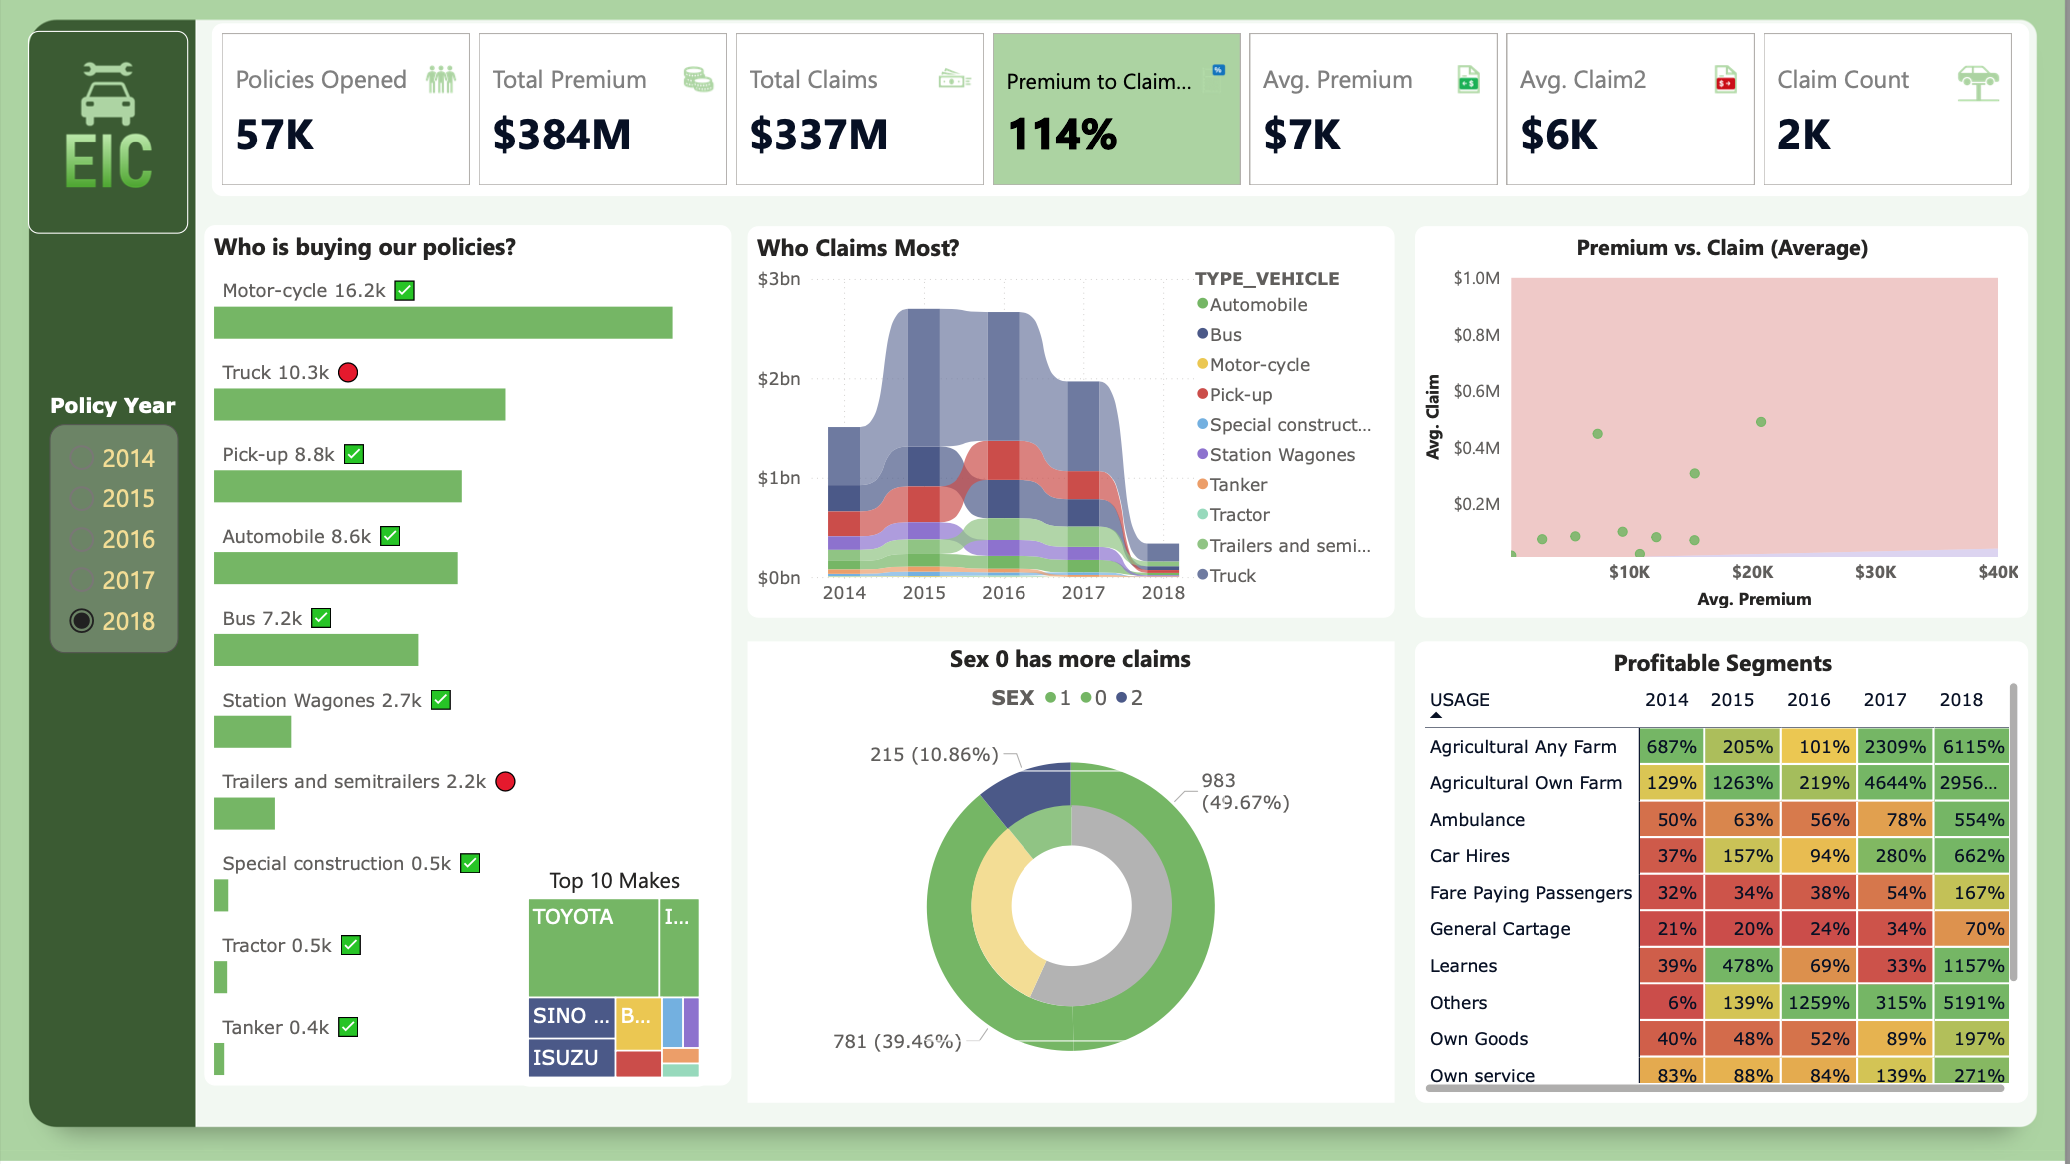 EIC
Policies Opened
57K
Total Premium
$384M
Total Claims
$337M
Premium to Claim...
%
114%
Avg. Premium
$7K
Avg. Claim2
$6K
Claim Count
2K
Policy Year
2014
2015
2016
2017
2018
Who is buying our policies?
Motor-cycle 16.2k
Truck 10.3k
Pick-up 8.8k
Automobile 8.6k
Bus 7.2k
Station Wagones 2.7k
Trailers and semitrailers 2.2k
Special construction 0.5k
Tractor 0.5k
Tanker 0.4k
Top 10 Makes
TOYOTA
I...
SINO ...
B...
ISUZU
Who Claims Most?
$3bn
$2bn
$1bn
$0bn
2014 2015 2016 2017 2018
TYPE_VEHICLE
Automobile
Bus
Motor-cycle
Pick-up
Special construct...
Station Wagones
Tanker
Tractor
Trailers and semi...
Truck
Premium vs. Claim (Average)
Avg. Claim
$1.0M
$0.8M
$0.6M
$0.4M
$0.2M
$10K $20K $30K $40K
Avg. Premium
Sex 0 has more claims
SEX 1 0 2
215 (10.86%)
983
(49.67%)
781 (39.46%)
Profitable Segments
USAGE 2014 2015 2016 2017 2018
Agricultural Any Farm 687% 205% 101% 2309% 6115%
Agricultural Own Farm 129% 1263% 219% 4644% 2956...
Ambulance 50% 63% 56% 78% 554%
Car Hires 37% 157% 94% 280% 662%
Fare Paying Passengers 32% 34% 38% 54% 167%
General Cartage 21% 20% 24% 34% 70%
Learnes 39% 478% 69% 33% 1157%
Others 6% 139% 1259% 315% 5191%
Own Goods 40% 48% 52% 89% 197%
Own service 83% 88% 84% 139% 271%